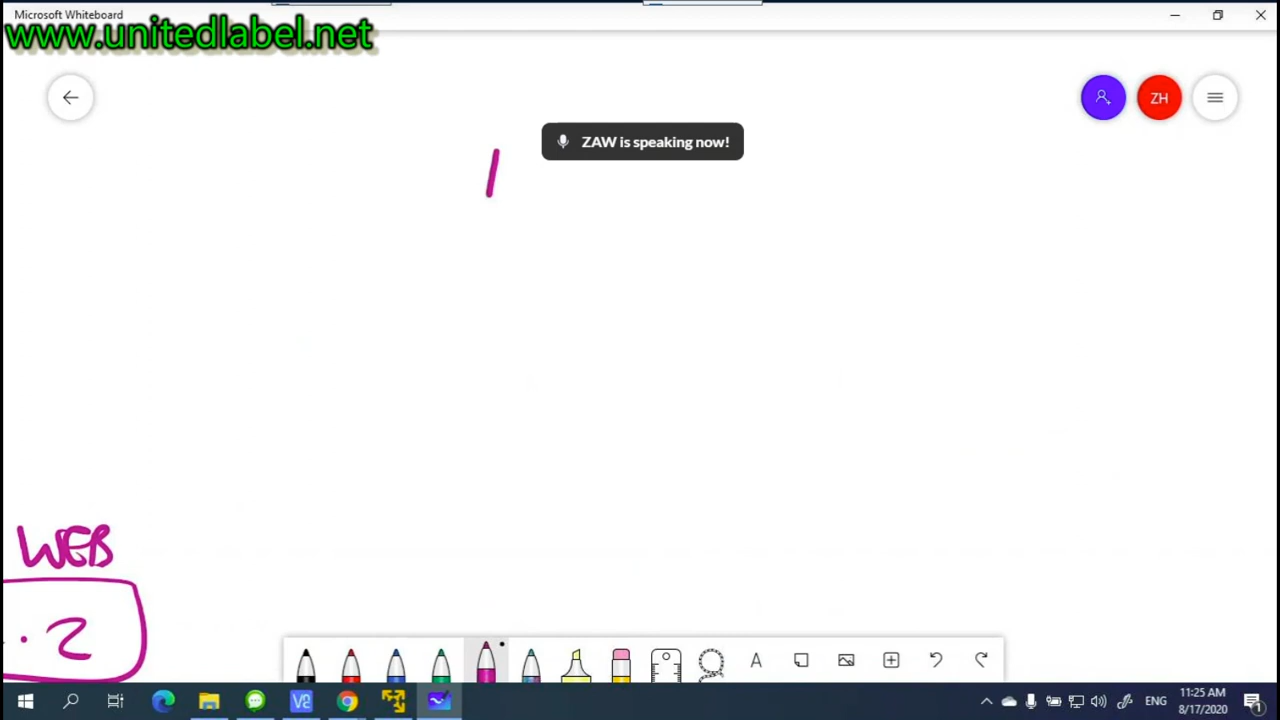 Microsoft Whiteboard
www.unitedlabel.net
ZH
ZAW is speaking now!
WEB
. 2
A
ENG
11:25 AM
8/17/2020
1